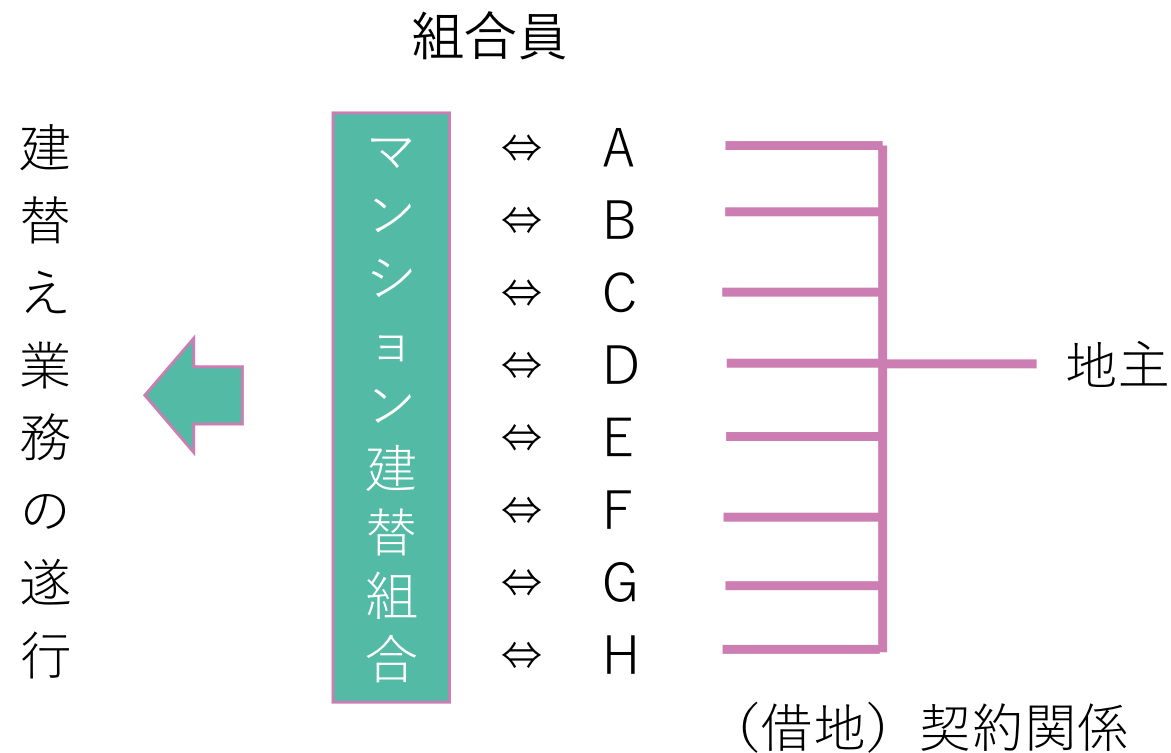 組合員
建替え業務の遂行
マンション建替組合
⇔ A
⇔ B
⇔ C
⇔ D
⇔ E
⇔ F
⇔ G
⇔ H
地主
（借地）契約関係